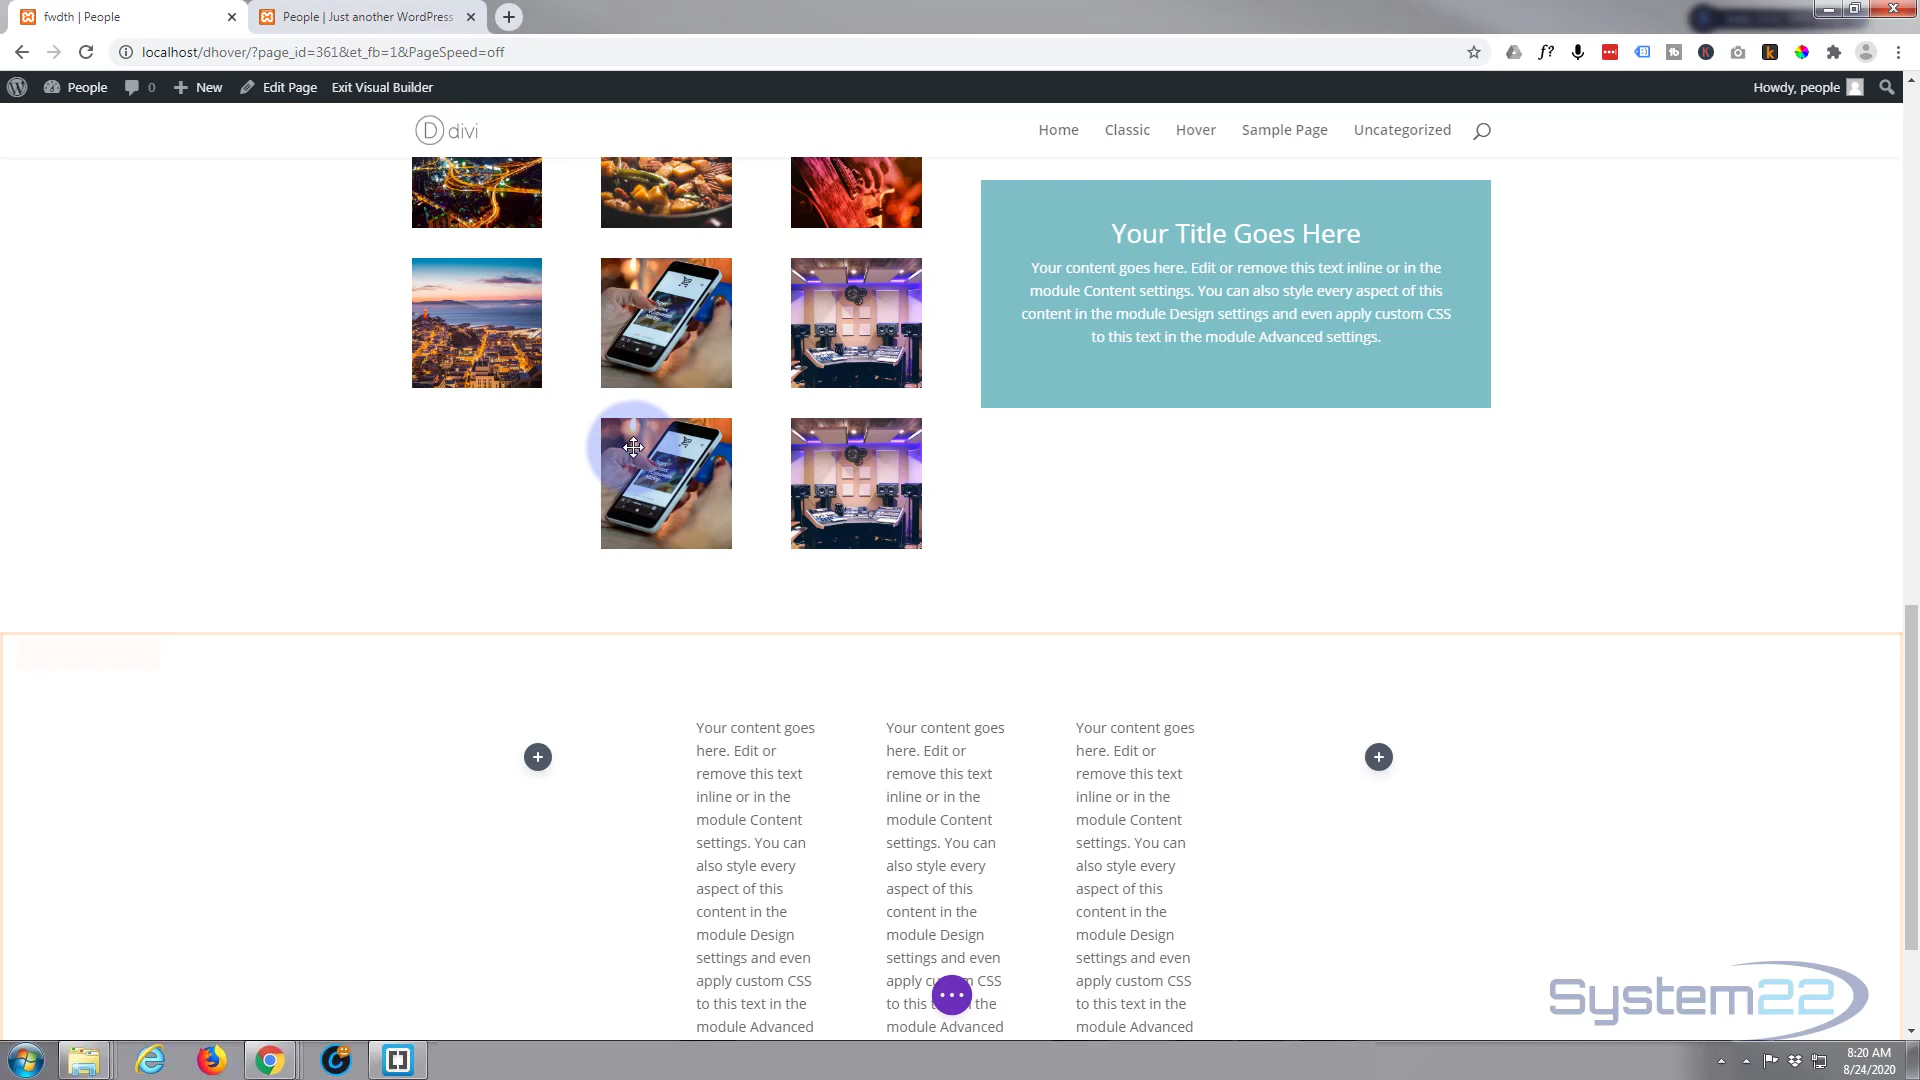 fwdth | People
People | Just another WordPress
localhost/dhover/?page_id=361&et_fb=1&PageSpeed=off
People 0 New Edit Page Exit Visual Builder
Howdy, people
D divi
Home Classic Hover Sample Page Uncategorized
Your Title Goes Here
Your content goes here. Edit or remove this text inline or in the
module Content settings. You can also style every aspect of this
content in the module Design settings and even apply custom CSS
to this text in the module Advanced settings.
Your content goes
here. Edit or
remove this text
inline or in the
module Content
settings. You can
also style every
aspect of this
content in the
module Design
settings and even
apply custom CSS
to this text in the
module Advanced
Your content goes
here. Edit or
remove this text
inline or in the
module Content
settings. You can
also style every
aspect of this
content in the
module Design
settings and even
apply custom CSS
to this text in the
module Advanced
Your content goes
here. Edit or
remove this text
inline or in the
module Content
settings. You can
also style every
aspect of this
content in the
module Design
settings and even
apply custom CSS
to this text in the
module Advanced
System22
8:20 AM
8/24/2020